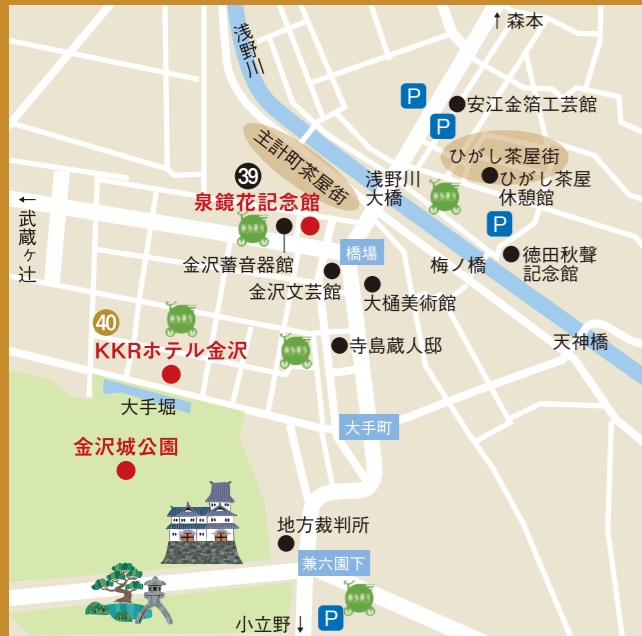 ↑森本
浅野川
P
安江金箔工芸館
P
主計町茶屋街
ひがし茶屋街
39
浅野川
大橋
ひがし茶屋
休憩館
泉鏡花記念館
←武蔵ヶ辻
P
橋場
徳田秋聲
記念館
金沢蓄音器館
梅ノ橋
金沢文芸館
大樋美術館
40
天神橋
KKRホテル金沢
寺島蔵人邸
大手堀
大手町
金沢城公園
地方裁判所
兼六園下
小立野↓
P